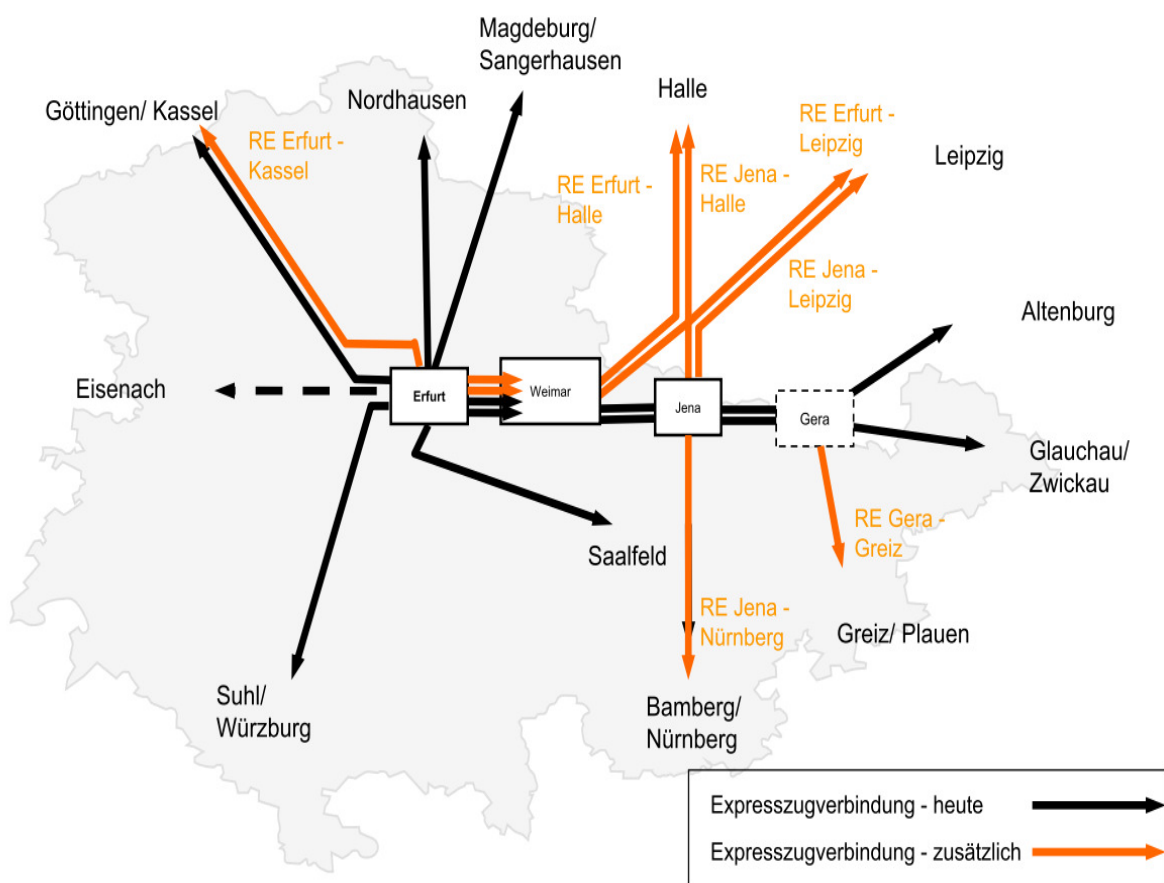 Magdeburg/
Sangerhausen
Göttingen/ Kassel
Nordhausen
Halle
RE Erfurt -
Leipzig
Leipzig
RE Erfurt -
Kassel
RE Erfurt -
Halle
RE Jena -
Halle
RE Jena -
Leipzig
Altenburg
Eisenach
Erfurt
Weimar
Jena
Gera
Glauchau/
Zwickau
Saalfeld
RE Gera -
Greiz
RE Jena -
Nürnberg
Greiz/ Plauen
Suhl/
Würzburg
Bamberg/
Nürnberg
Expresszugverbindung - heute
Expresszugverbindung - zusätzlich